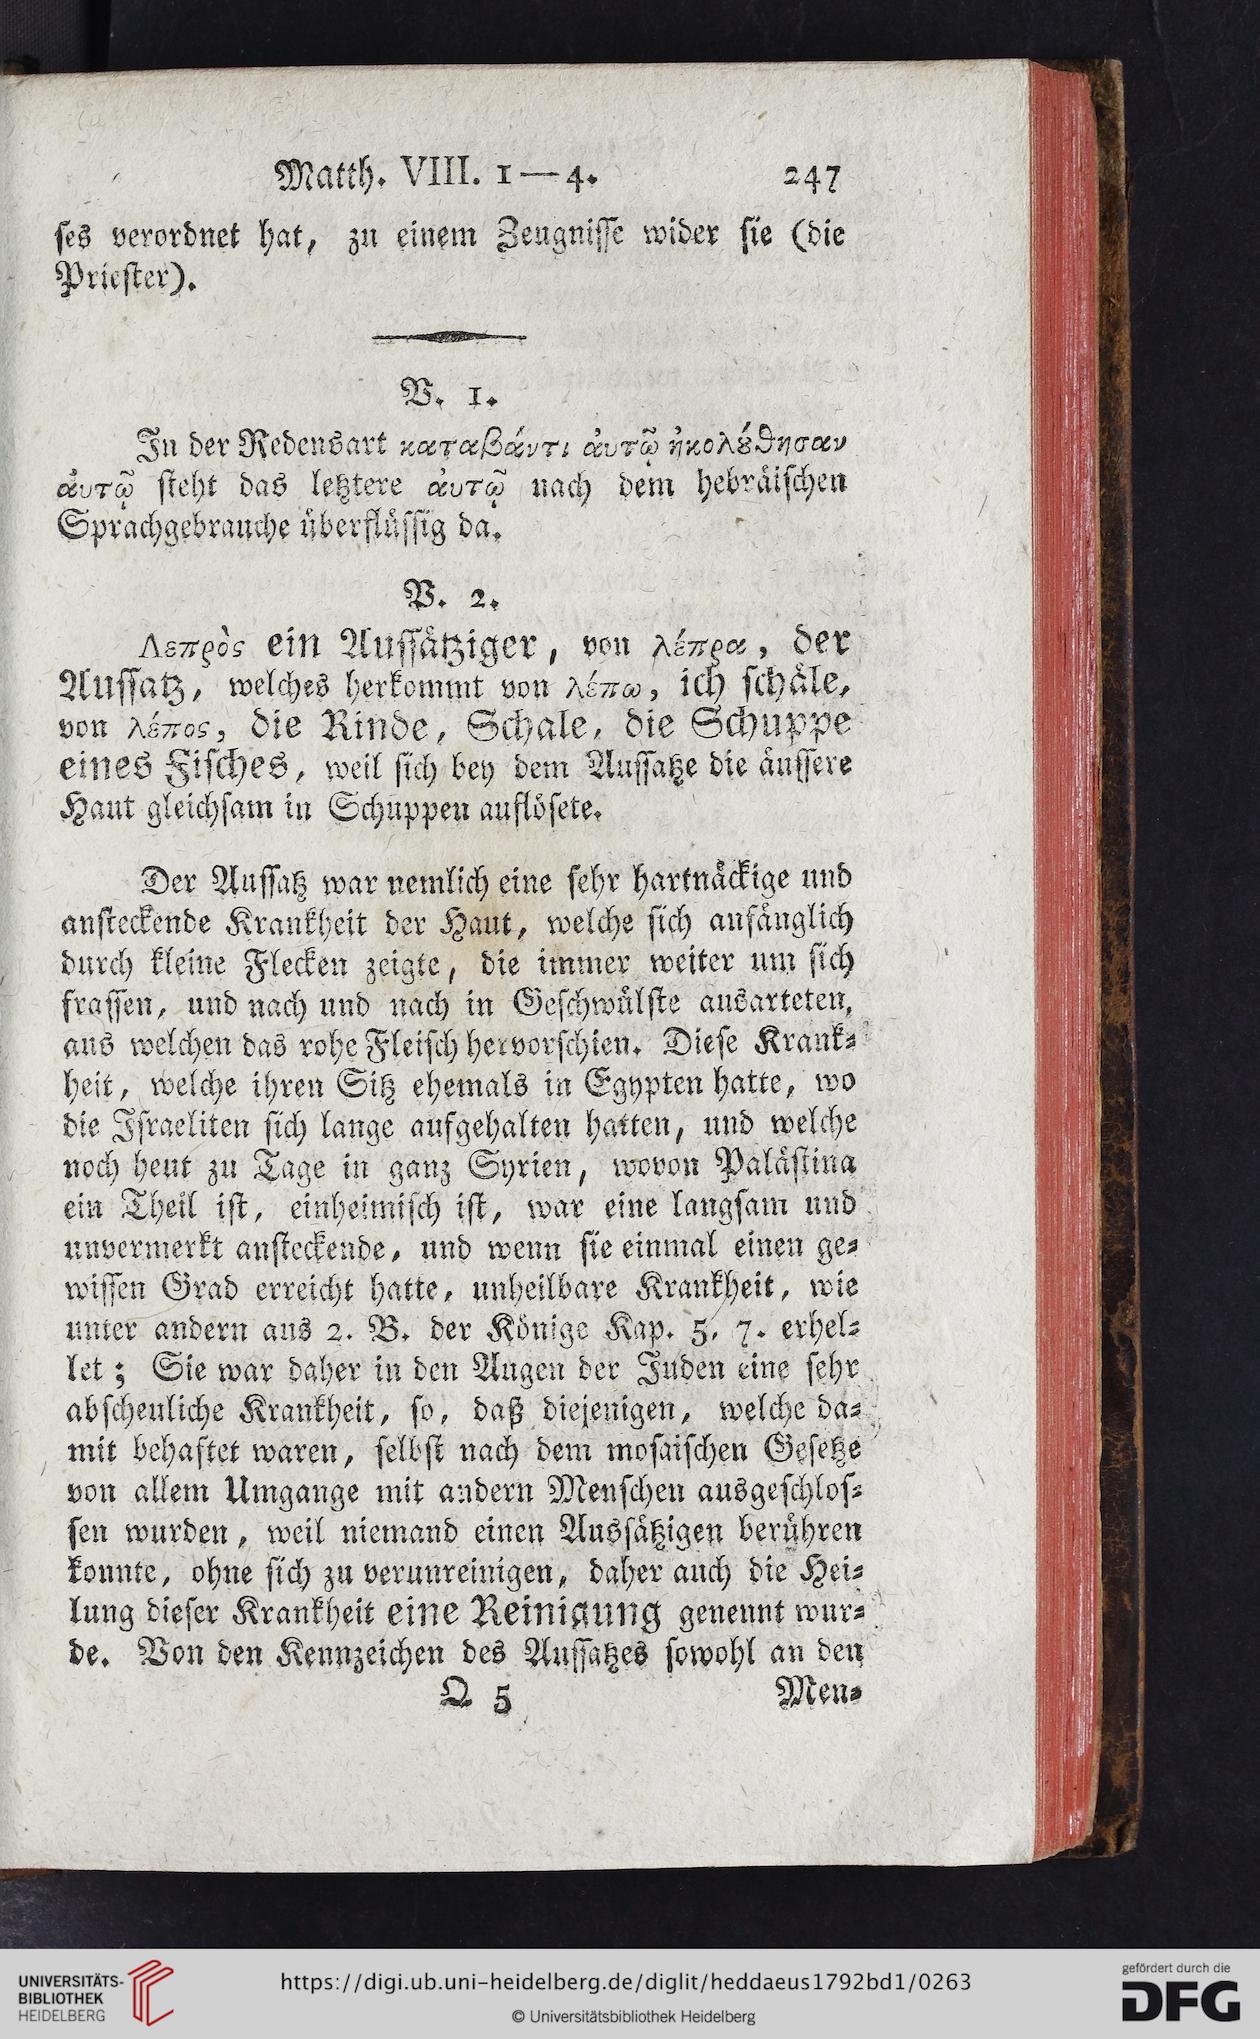 Matth. VIII. 1 — 4. 247
ses verordnet hat, zu einem Zeugnisse wider sie (die
Priester).
V. 1.
In der Redensart καταβάντι ἀυτῷ ἠκολȣ́θησαν
ἀυτῷ steht das letztere ἀυτῷ nach dem hebräischen
Sprachgebrauche überflüssig da.
V. 2.
Λεπρὸς ein Aussätziger, von λέπρα, der
Aussatz, welches herkommt von λέπω, ich schäle,
von λέπος, die Rinde, Schale, die Schuppe
eines Fisches, weil sich bey dem Aussatze die äussere
Haut gleichsam in Schuppen auflösete.
Der Aussatz war nemlich eine sehr hartnäckige und
ansteckende Krankheit der Haut, welche sich anfänglich
durch kleine Flecken zeigte, die immer weiter um sich
frassen, und nach und nach in Geschwülste ausarteten,
aus welchen das rohe Fleisch hervorschien. Diese Krank-
heit, welche ihren Sitz ehemals in Egypten hatte, wo
die Israeliten sich lange aufgehalten hatten, und welche
noch heut zu Tage in ganz Syrien, wovon Palästina
ein Theil ist, einheimisch ist, war eine langsam und
unvermerkt ansteckende, und wenn sie einmal einen ge-
wissen Grad erreicht hatte, unheilbare Krankheit, wie
unter andern aus 2. B. der Könige Kap. 5, 7. erhel-
let; Sie war daher in den Augen der Juden eine sehr
abscheuliche Krankheit, so, daß diejenigen, welche da-
mit behaftet waren, selbst nach dem mosaischen Gesetze
von allem Umgange mit andern Menschen ausgeschlos-
sen wurden, weil niemand einen Aussätzigen berühren
konnte, ohne sich zu verunreinigen, daher auch die Hei-
lung dieser Krankheit eine Reinigung genennt wur-
de. Von den Kennzeichen des Aussatzes sowohl an den
Q 5 Men-
UNIVERSITÄTS-
BIBLIOTHEK
HEIDELBERG
https://digi.ub.uni-heidelberg.de/diglit/heddaeus1792bd1/0263
© Universitätsbibliothek Heidelberg
gefördert durch die
DFG